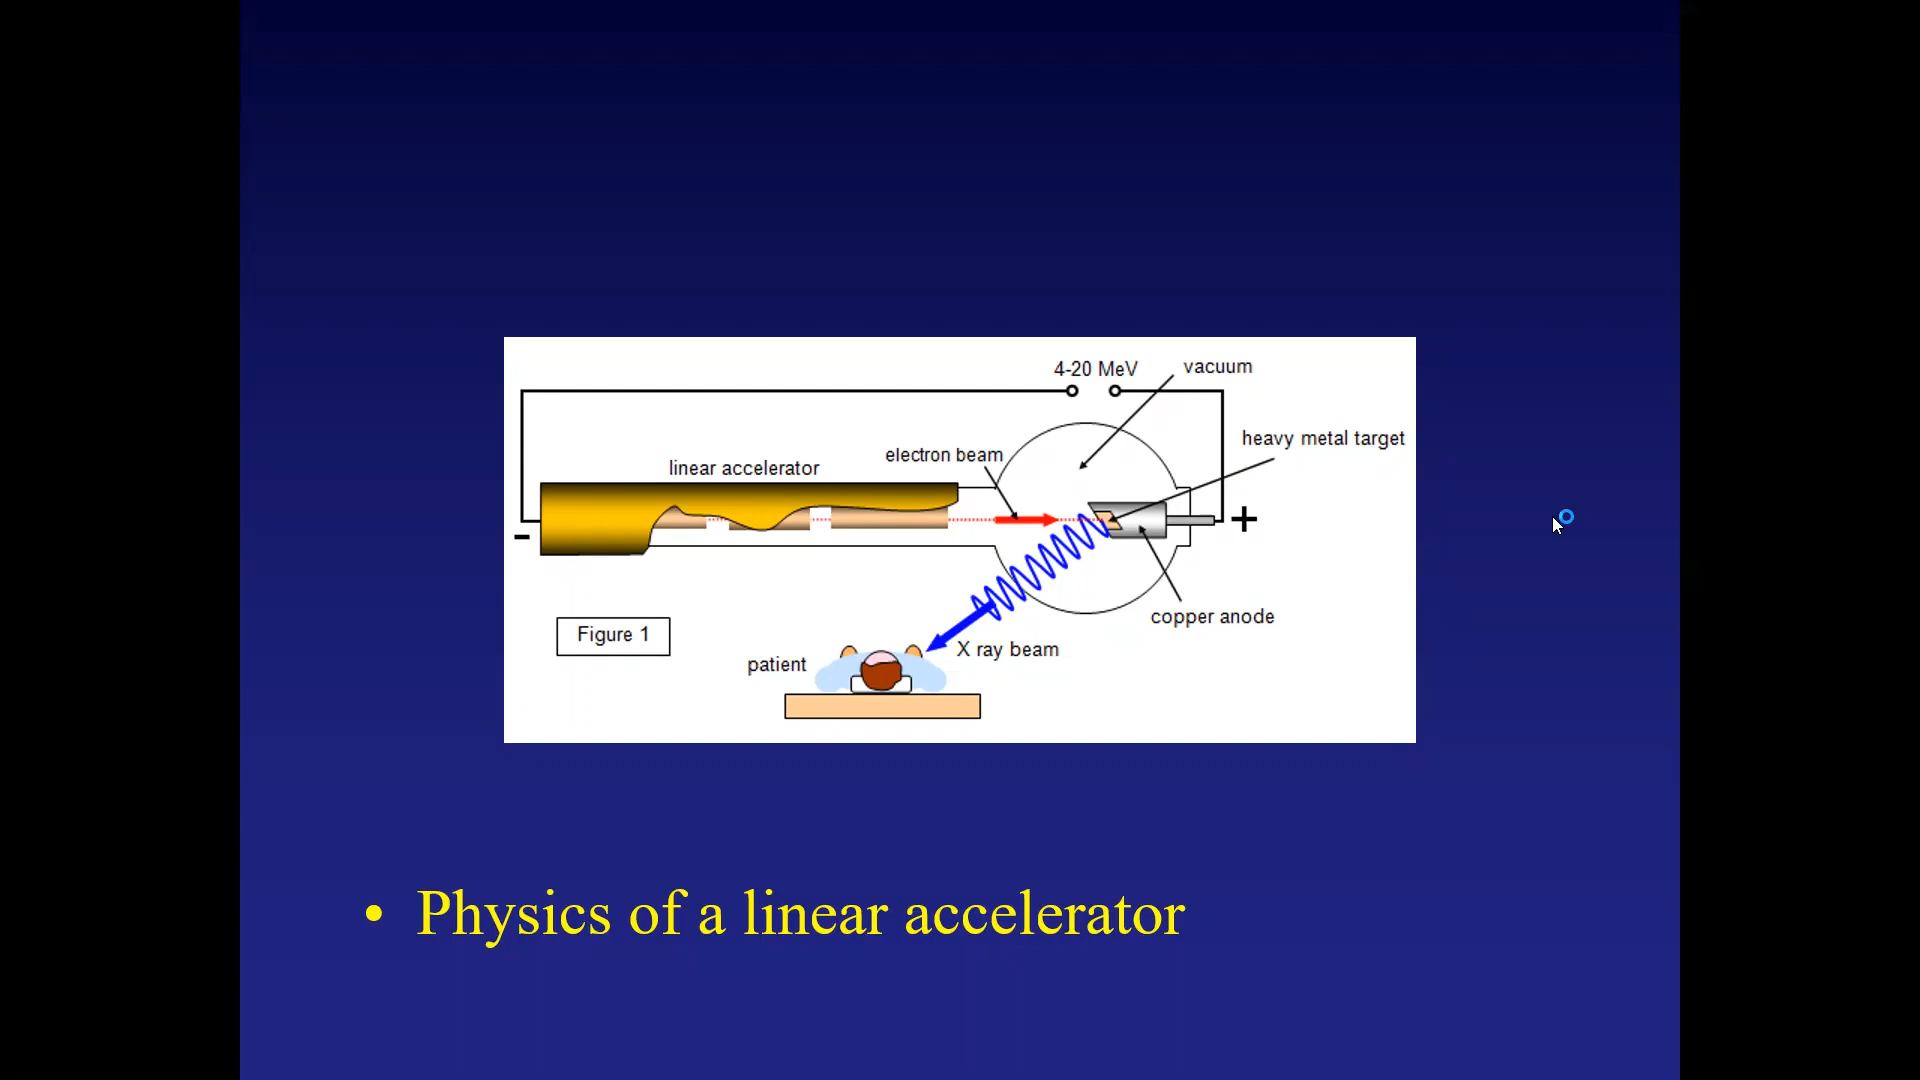 4-20 MeV
vacuum
heavy metal target
electron beam
linear accelerator
-
+
copper anode
Figure 1
X ray beam
patient
• Physics of a linear accelerator